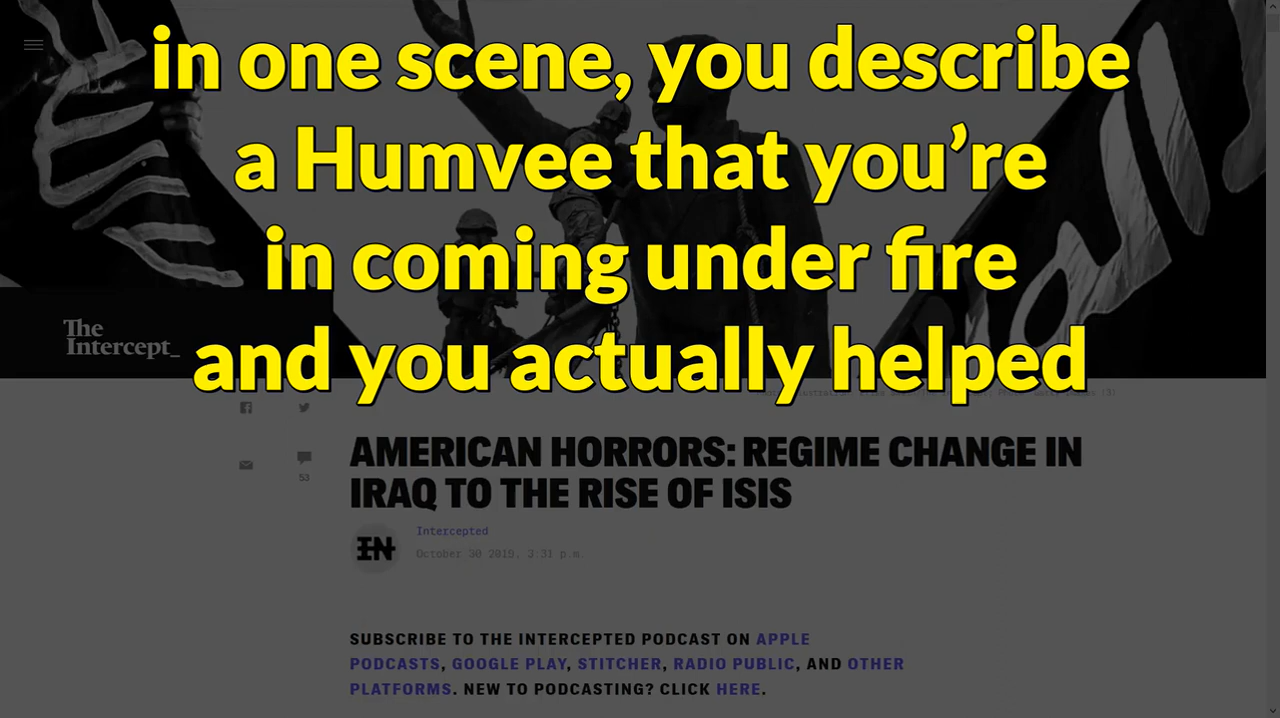 in one scene, you describe
a Humvee that you’re
in coming under fire
and you actually helped
The
Intercept_
53
AMERICAN HORRORS: REGIME CHANGE IN
IRAQ TO THE RISE OF ISIS
IN
Intercepted
October 30 2019, 3:31 p.m.
SUBSCRIBE TO THE INTERCEPTED PODCAST ON APPLE
PODCASTS, GOOGLE PLAY, STITCHER, RADIO PUBLIC, AND OTHER
PLATFORMS. NEW TO PODCASTING? CLICK HERE.